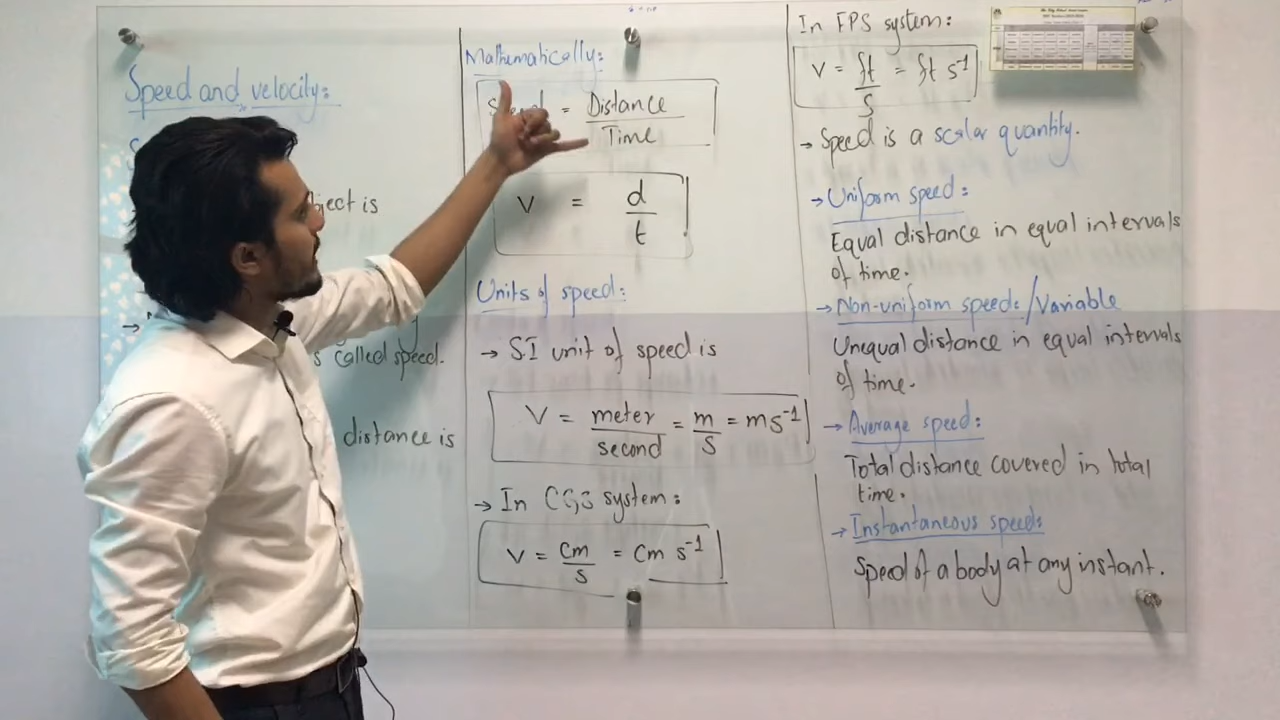 Speed and velocity:
ject is
s called speed.
distance is
Mathematically:
= Distance
Time
V = d
t
Units of speed:
→ SI unit of speed is
V = meter = m = ms⁻¹
second s
→ In CGS system:
V = cm = cm s⁻¹
s
In FPS system:
V = ft = ft s⁻¹
s
→ Speed is a scalar quantity.
→ Uniform speed:
Equal distance in equal intervals
of time.
→ Non-uniform speed:/Variable
Unequal distance in equal intervals
of time.
→ Average speed:
Total distance covered in total
time.
→ Instantaneous speed:
Speed of a body at any instant.